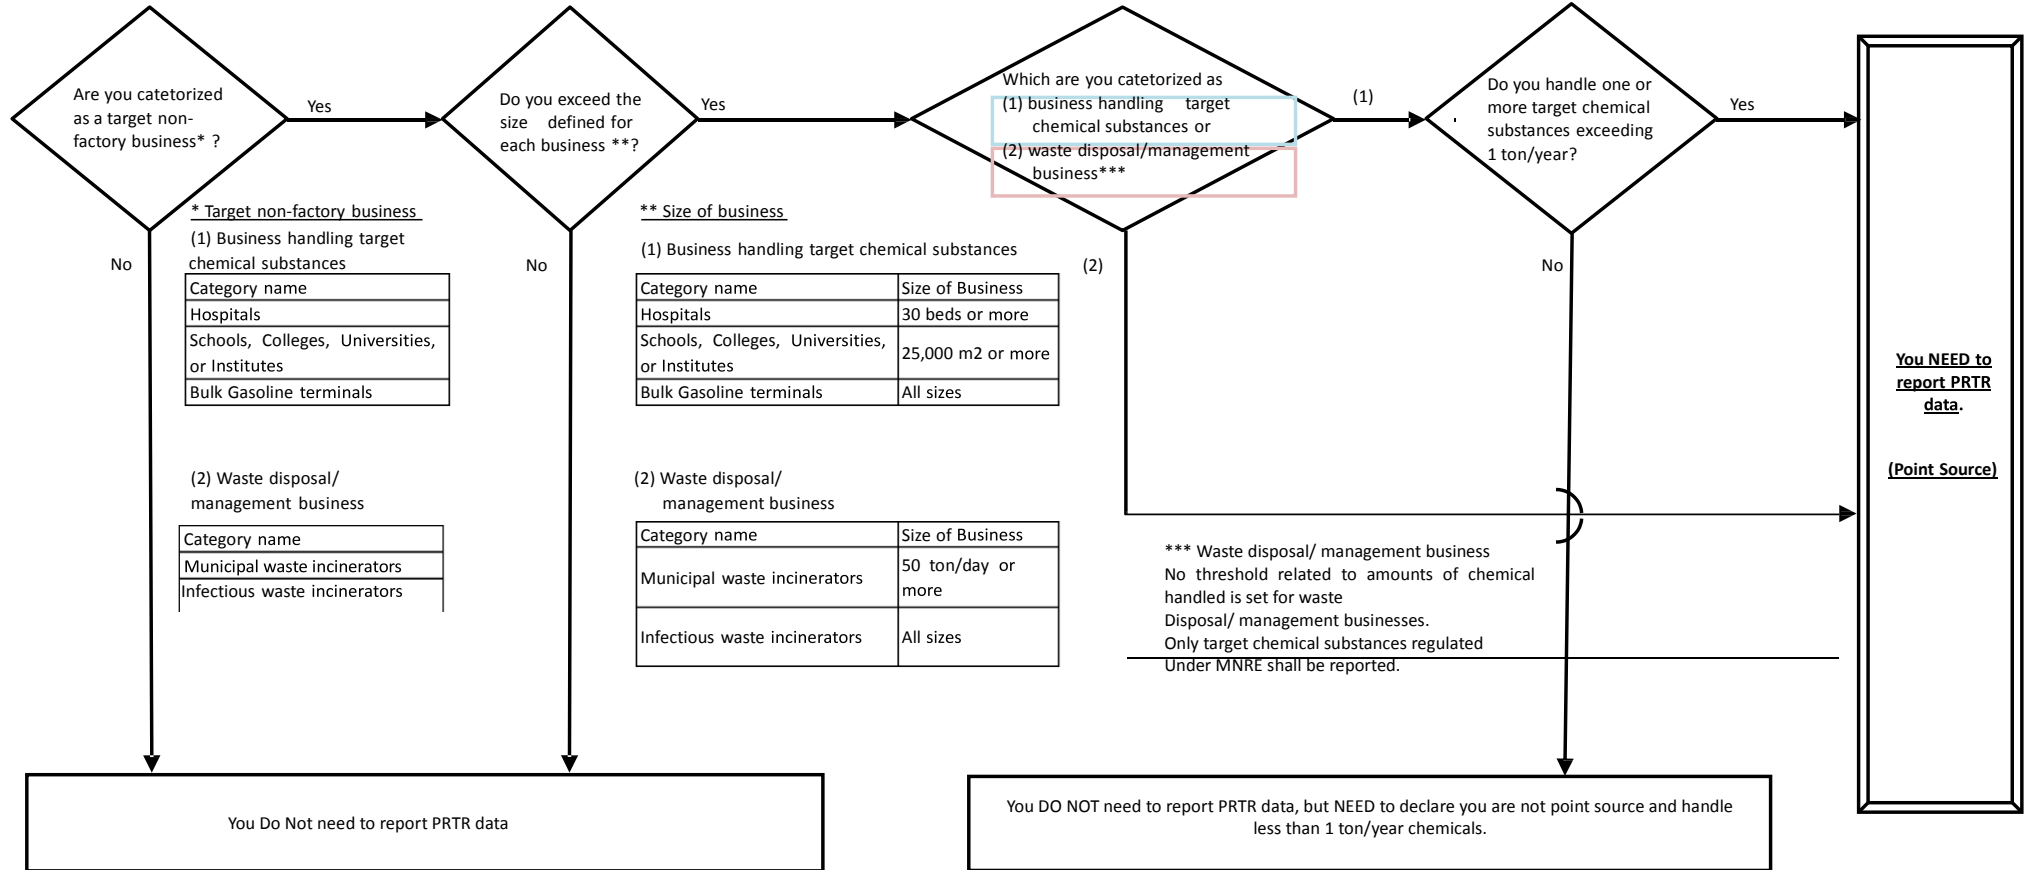 Are you catetorized
as a target non-
factory business* ?
Yes
No
Do you exceed the
size defined for
each business **?
Yes
No
Which are you catetorized as
(1) business handling target
chemical substances or
(2) waste disposal/management
business***
(1)
(2)
Do you handle one or
more target chemical
substances exceeding
1 ton/year?
Yes
No
* Target non-factory business
(1) Business handling target
chemical substances
Category name
Hospitals
Schools, Colleges, Universities,
or Institutes
Bulk Gasoline terminals
(2) Waste disposal/
management business
Category name
Municipal waste incinerators
Infectious waste incinerators
** Size of business
(1) Business handling target chemical substances
Category name Size of Business
Hospitals 30 beds or more
Schools, Colleges, Universities,
or Institutes
25,000 m2 or more
Bulk Gasoline terminals All sizes
(2) Waste disposal/
management business
Category name Size of Business
Municipal waste incinerators
50 ton/day or
more
Infectious waste incinerators All sizes
*** Waste disposal/ management business
No threshold related to amounts of chemical
handled is set for waste
Disposal/ management businesses.
Only target chemical substances regulated
Under MNRE shall be reported.
You NEED to
report PRTR
data.
(Point Source)
You Do Not need to report PRTR data
You DO NOT need to report PRTR data, but NEED to declare you are not point source and handle
less than 1 ton/year chemicals.